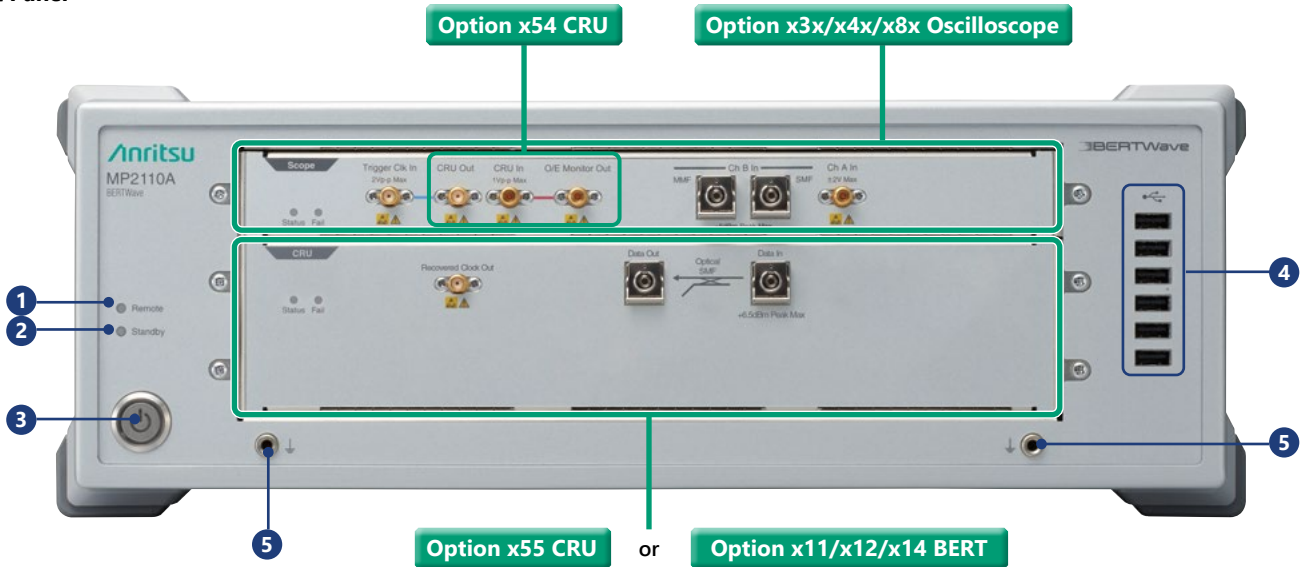 Option x54 CRU
Option x3x/x4x/x8x Oscilloscope
Anritsu
MP2110A
BERTWave
BERTWave
Scope
Trigger Clk In
2Vp-p Max
CRU Out
CRU In
1Vp-p Max
O/E Monitor Out
MMF
Ch B In
SMF
Ch A In
±2V Max
Status Fail
CRU
Recovered Clock Out
Data Out
Optical
SMF
Data In
+6.5dBm Peak Max
Status Fail
1
Remote
2
Standby
3
4
5
5
Option x55 CRU
or
Option x11/x12/x14 BERT